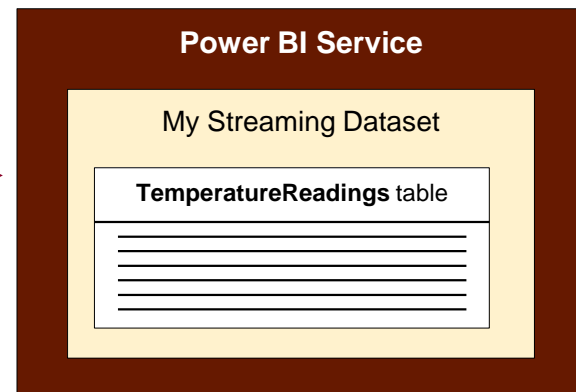 Power BI Service
My Streaming Dataset
TemperatureReadings table